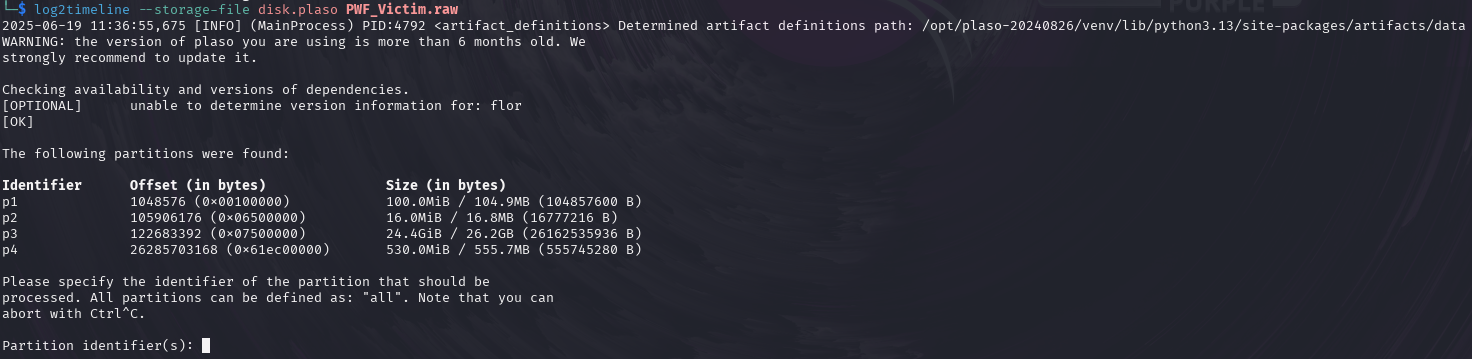 └─$ log2timeline --storage-file disk.plaso PWF_Victim.raw
2025-06-19 11:36:55,675 [INFO] (MainProcess) PID:4792 <artifact_definitions> Determined artifact definitions path: /opt/plaso-20240826/venv/lib/python3.13/site-packages/artifacts/data
WARNING: the version of plaso you are using is more than 6 months old. We
strongly recommend to update it.

Checking availability and versions of dependencies.
[OPTIONAL]      unable to determine version information for: flor
[OK]

The following partitions were found:

Identifier      Offset (in bytes)               Size (in bytes)
p1              1048576 (0×00100000)            100.0MiB / 104.9MB (104857600 B)
p2              105906176 (0×06500000)          16.0MiB / 16.8MB (16777216 B)
p3              122683392 (0×07500000)          24.4GiB / 26.2GB (26162535936 B)
p4              26285703168 (0×61ec00000)       530.0MiB / 555.7MB (555745280 B)

Please specify the identifier of the partition that should be
processed. All partitions can be defined as: "all". Note that you can
abort with Ctrl^C.

Partition identifier(s):
PURPLE